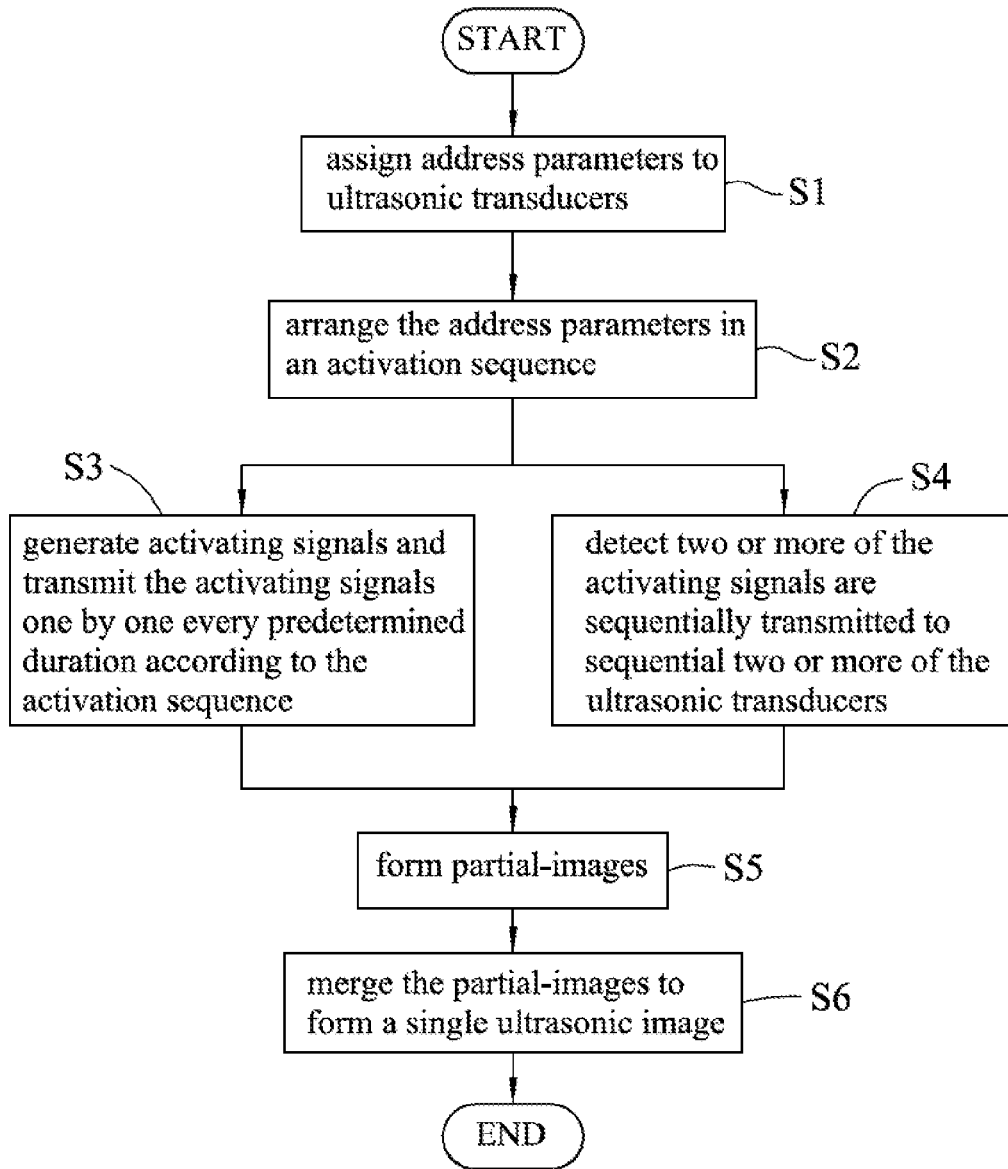 START
assign address parameters to
ultrasonic transducers
S1
arrange the address parameters in
an activation sequence
S2
S3
generate activating signals and
transmit the activating signals
one by one every predetermined
duration according to the
activation sequence
S4
detect two or more of the
activating signals are
sequentially transmitted to
sequential two or more of the
ultrasonic transducers
form partial-images
S5
merge the partial-images to
form a single ultrasonic image
S6
END